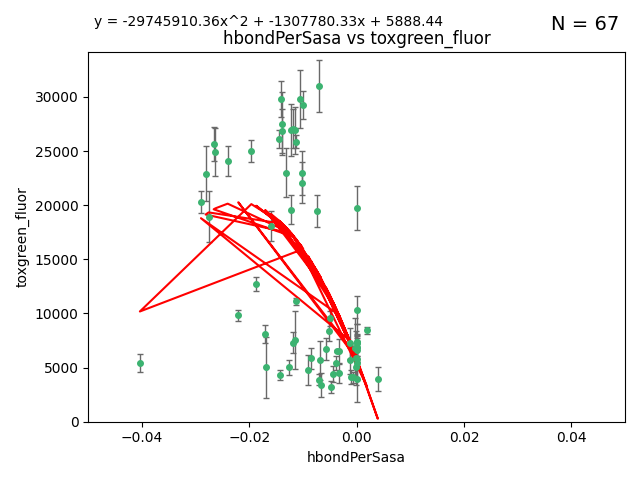 y = -29745910.36x^2 + -1307780.33x + 5888.44
N = 67
hbondPerSasa vs toxgreen_fluor
toxgreen_fluor
30000
25000
20000
15000
10000
5000
0
−0.04
−0.02
0.00
0.02
0.04
hbondPerSasa